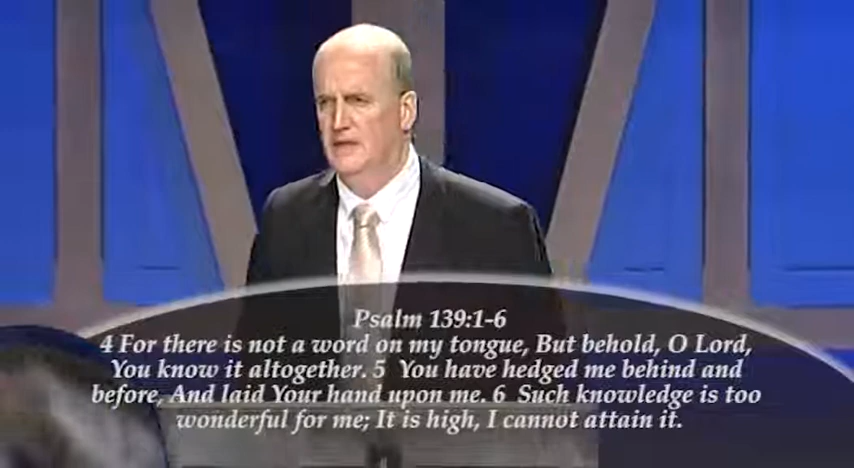 Psalm 139:1-6
4 For there is not a word on my tongue, But behold, O Lord,
You know it altogether. 5 You have hedged me behind and
before, And laid Your hand upon me. 6 Such knowledge is too
wonderful for me; It is high, I cannot attain it.